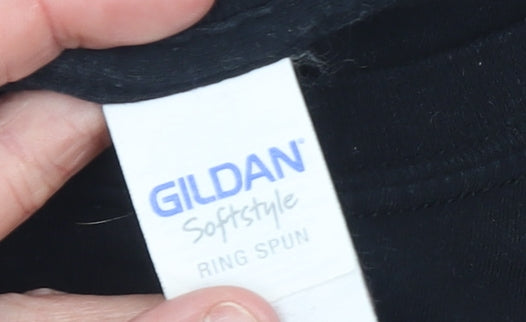 GILDAN
Softstyle
RING SPUN